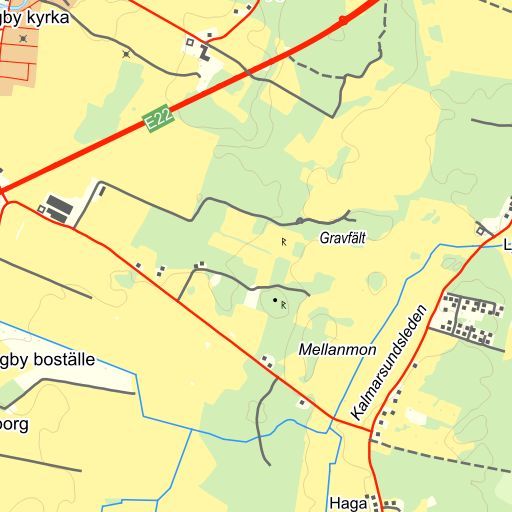 gby kyrka
E22
Gravfält
L
Kalmarsundsleden
Mellanmon
gby boställe
borg
Haga